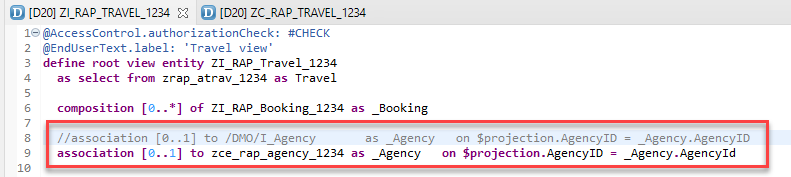 [D20] ZI_RAP_TRAVEL_1234 [D20] ZC_RAP_TRAVEL_1234
1 @AccessControl.authorizationCheck: #CHECK
2 @EndUserText.label: 'Travel view'
3 define root view entity ZI_RAP_Travel_1234
4 as select from zrap_atrav_1234 as Travel
5
6 composition [0..*] of ZI_RAP_Booking_1234 as _Booking
7
8 //association [0..1] to /DMO/I_Agency as _Agency on $projection.AgencyID = _Agency.AgencyID
9 association [0..1] to zce_rap_agency_1234 as _Agency on $projection.AgencyID = _Agency.AgencyId
10